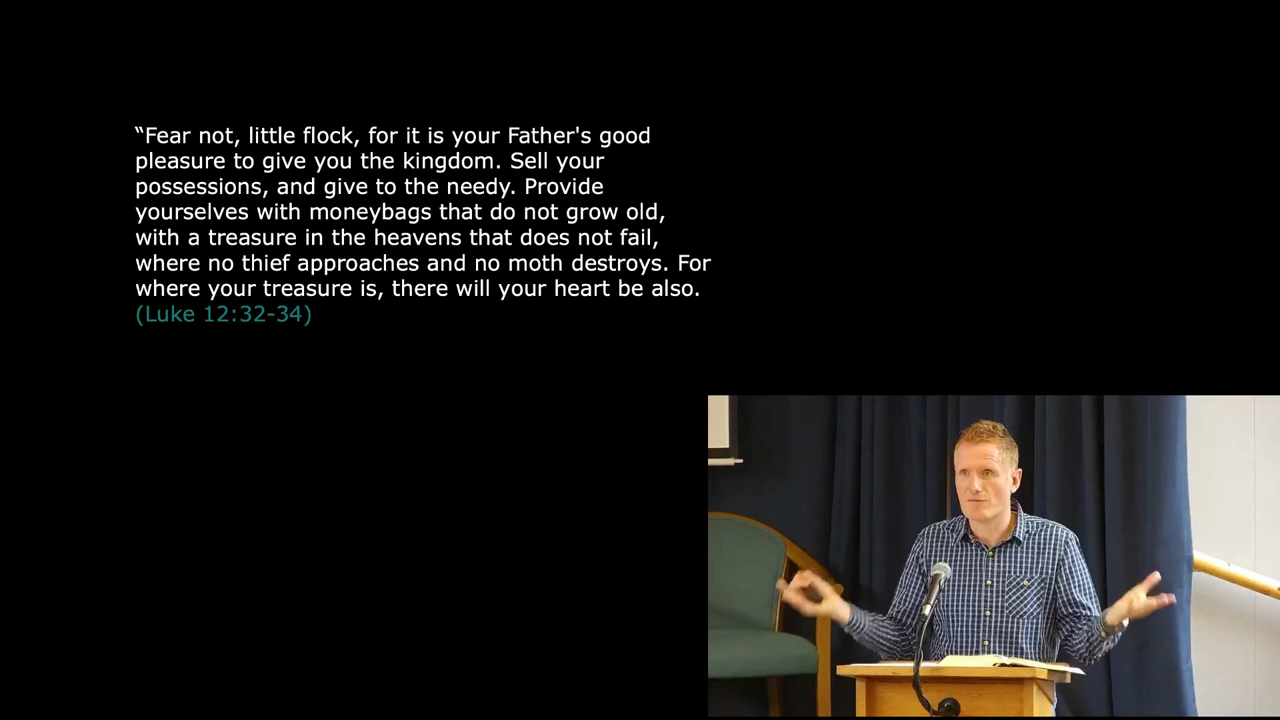 “Fear not, little flock, for it is your Father's good
pleasure to give you the kingdom. Sell your
possessions, and give to the needy. Provide
yourselves with moneybags that do not grow old,
with a treasure in the heavens that does not fail,
where no thief approaches and no moth destroys. For
where your treasure is, there will your heart be also.
(Luke 12:32-34)